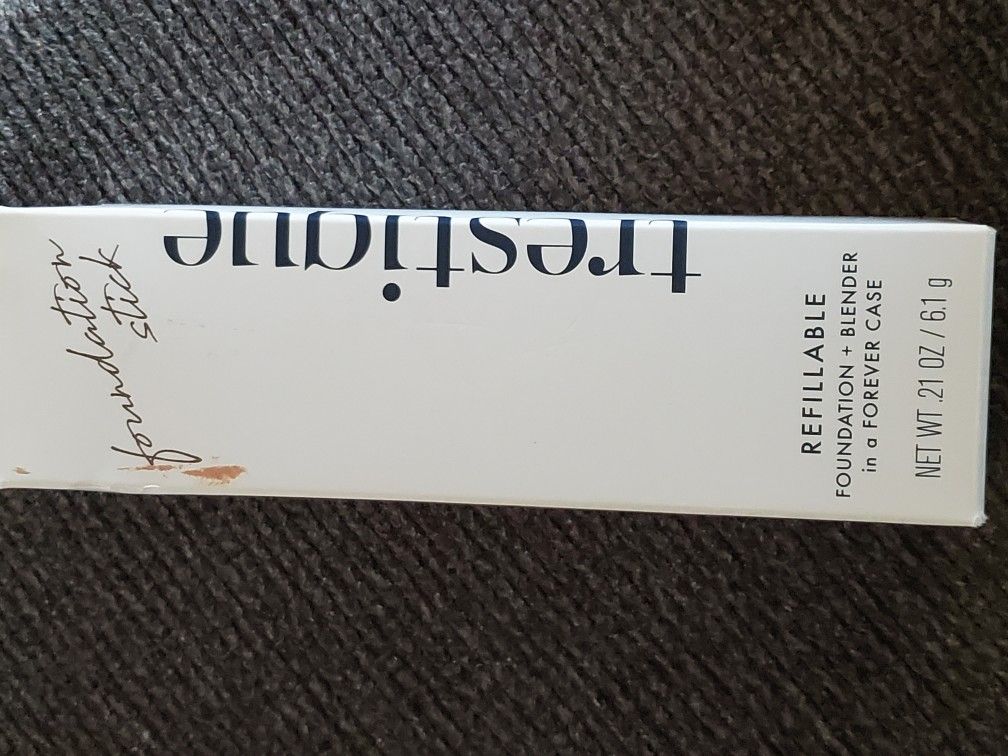 foundation
stick
trestique
REFILLABLE
FOUNDATION + BLENDER
in a FOREVER CASE
NET WT .21 OZ / 6.1 g